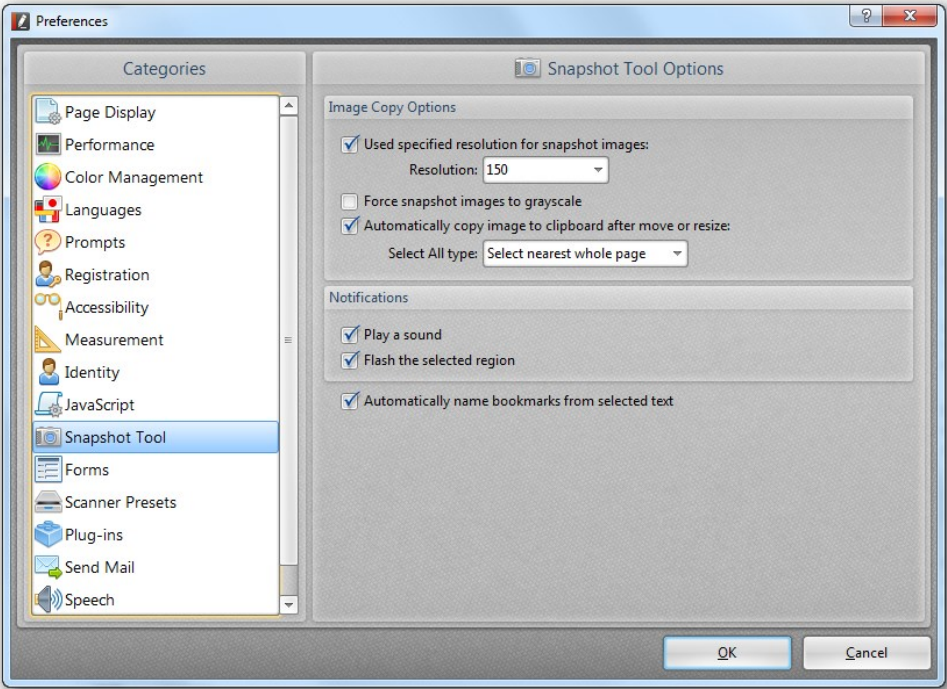 Preferences
Categories
Page Display
Performance
Color Management
Languages
Prompts
Registration
Accessibility
Measurement
Identity
JavaScript
Snapshot Tool
Forms
Scanner Presets
Plug-ins
Send Mail
Speech
Snapshot Tool Options
Image Copy Options
Used specified resolution for snapshot images:
Resolution: 150
Force snapshot images to grayscale
Automatically copy image to clipboard after move or resize:
Select All type: Select nearest whole page
Notifications
Play a sound
Flash the selected region
Automatically name bookmarks from selected text
OK Cancel